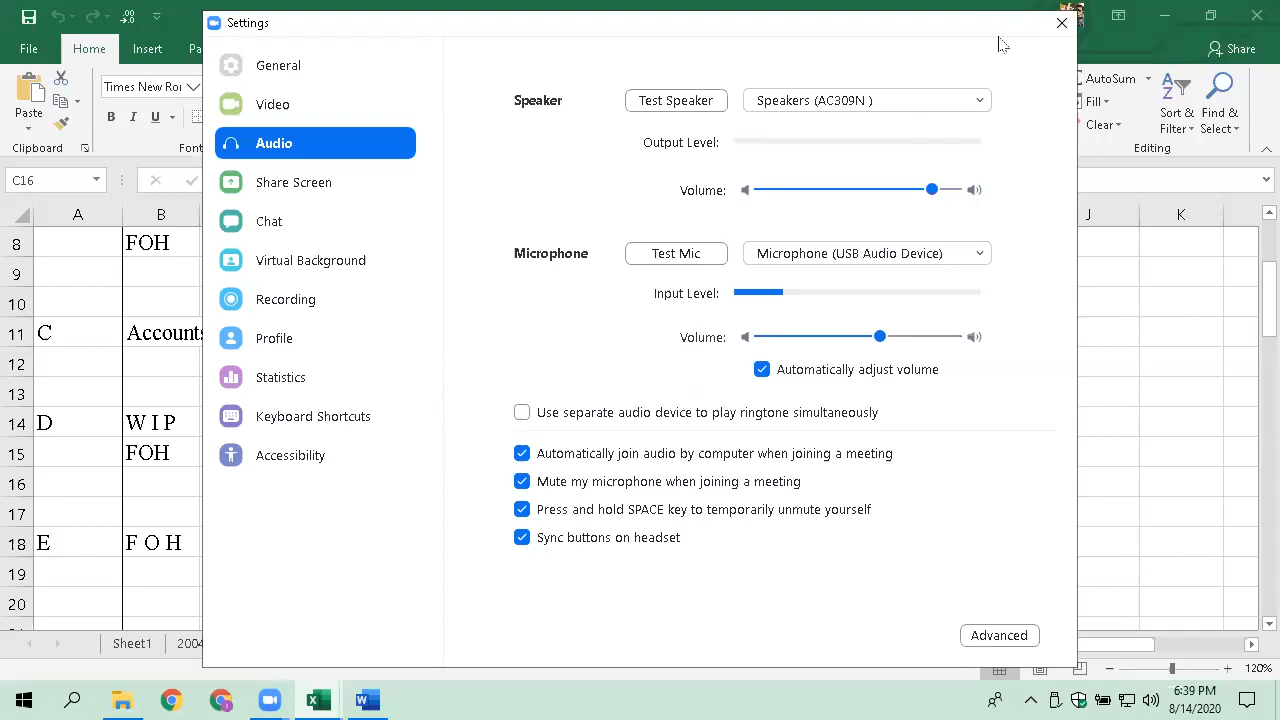 Settings
File
Home
Insert
Pa
Share
Paste
Times New Ro
B I U
Clipboard
Font
AutoSum
Fill
Clear
Sort & Filter
Find & Select
Editing
C16
A
B
J
K
8
FOH
9
10
11
C
Accounts
12
13
14
D
W I P
15
FOH
16
17
18
E
F O H
19
20
Sheet1
2004
120%
General
Video
Audio
Share Screen
Chat
Virtual Background
Recording
Profile
Statistics
Keyboard Shortcuts
Accessibility
Speaker
Test Speaker
Speakers (AC309N )
Output Level:
Volume:
Microphone
Test Mic
Microphone (USB Audio Device)
Input Level:
Volume:
Automatically adjust volume
Use separate audio device to play ringtone simultaneously
Automatically join audio by computer when joining a meeting
Mute my microphone when joining a meeting
Press and hold SPACE key to temporarily unmute yourself
Sync buttons on headset
Advanced
6:39 PM
8/14/2020